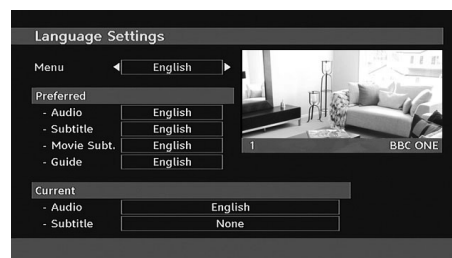 Language Settings
Menu English
Preferred
- Audio English
- Subtitle English
- Movie Subt. English
- Guide English
1 BBC ONE
Current
- Audio English
- Subtitle None